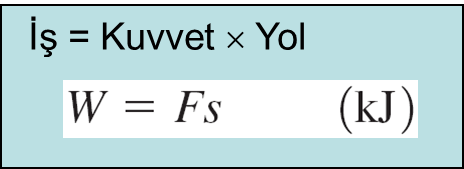 İş = Kuvvet × Yol
W = Fs (kJ)